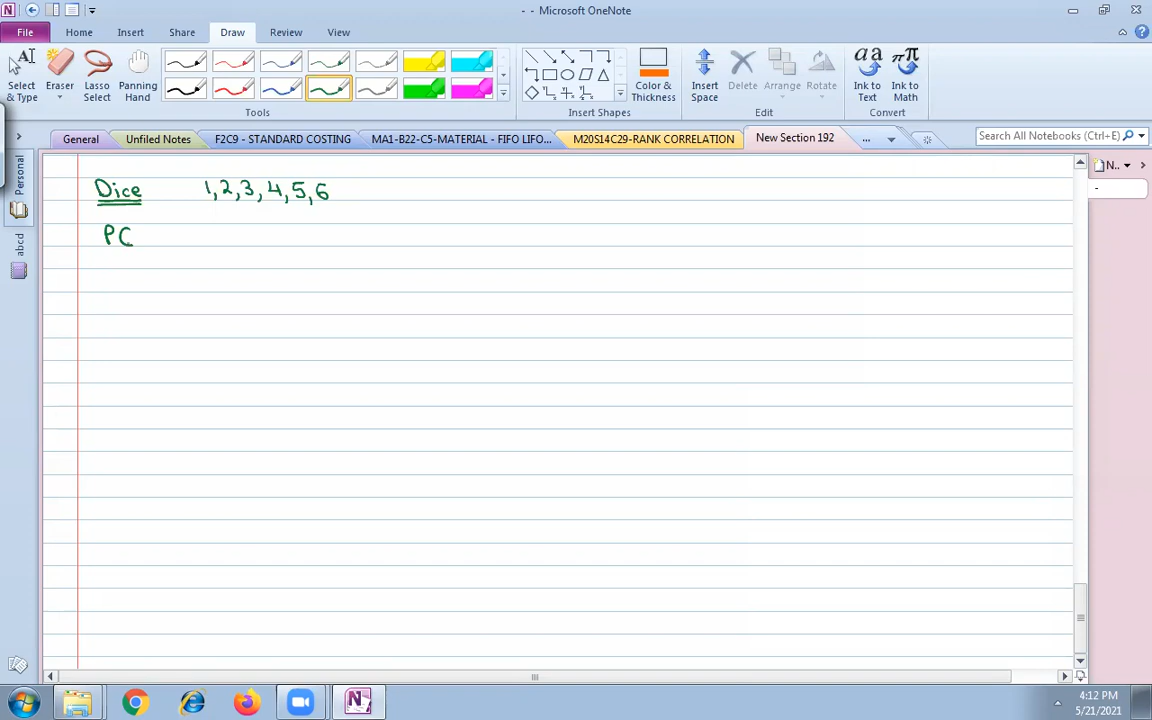 - - Microsoft OneNote
File Home Insert Share Draw Review View
Select & Type
Eraser
Lasso Select
Panning Hand
Color & Thickness
Insert Space
Delete
Arrange
Rotate
Ink to Text
Ink to Math
Tools Insert Shapes Edit Convert
General Unfiled Notes F2C9 - STANDARD COSTING MA1-B22-C5-MATERIAL - FIFO LIFO... M20S14C29-RANK CORRELATION New Section 192 ... Search All Notebooks (Ctrl+E)
N..
-
Personal
abcd
Dice 1,2,3,4,5,6
PC
4:12 PM
5/21/2021